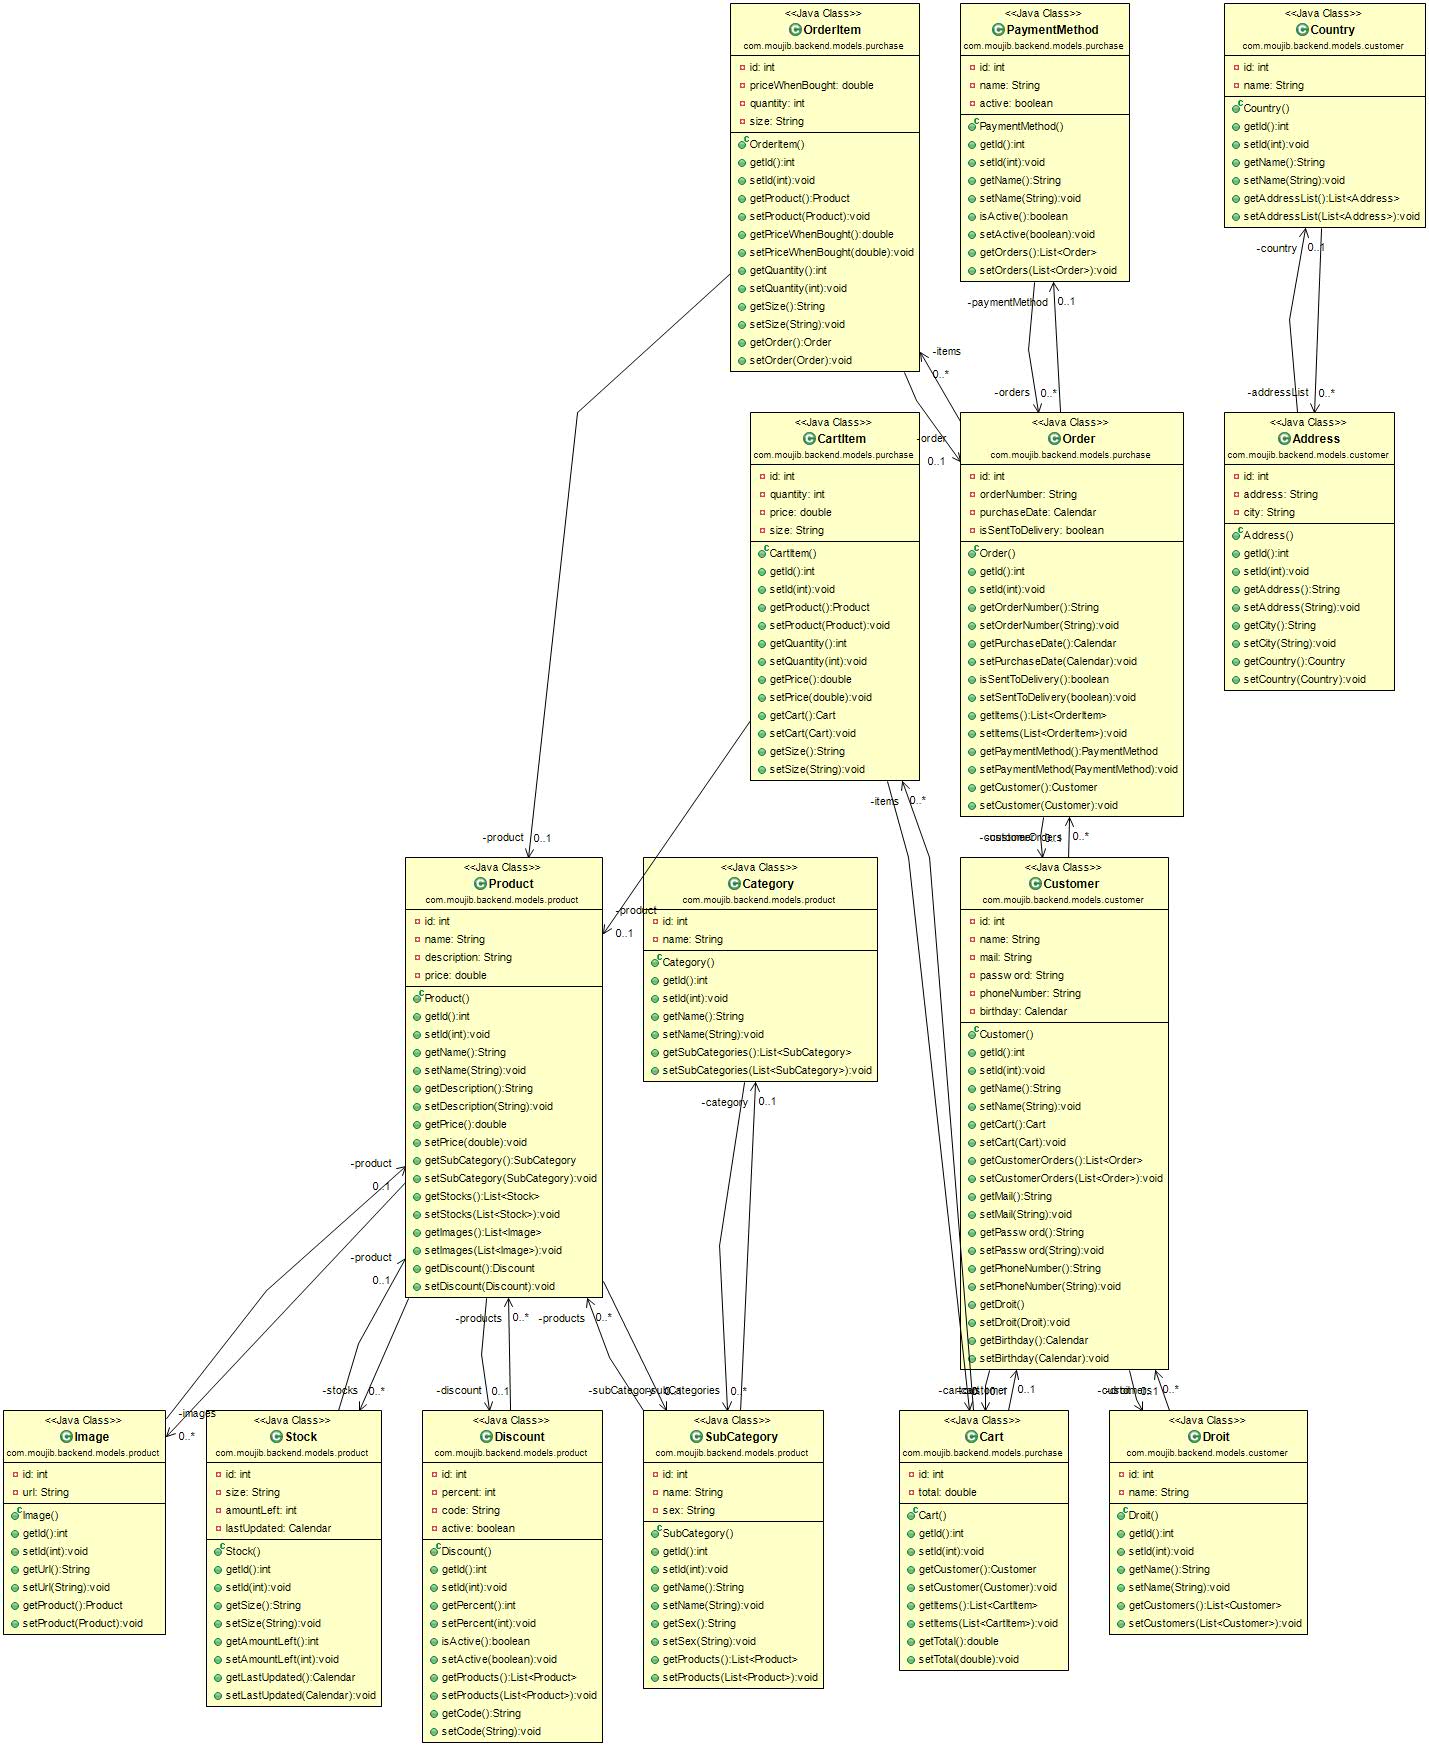 <<Java Class>>
OrderItem
com.moujib.backend.models.purchase
id: int
priceWhenBought: double
quantity: int
size: String
OrderItem()
getId():int
setId(int):void
getProduct():Product
setProduct(Product):void
getPriceWhenBought():double
setPriceWhenBought(double):void
getQuantity():int
setQuantity(int):void
getSize():String
setSize(String):void
getOrder():Order
setOrder(Order):void
<<Java Class>>
PaymentMethod
com.moujib.backend.models.purchase
id: int
name: String
active: boolean
PaymentMethod()
getId():int
setId(int):void
getName():String
setName(String):void
isActive():boolean
setActive(boolean):void
getOrders():List<Order>
setOrders(List<Order>):void
<<Java Class>>
Country
com.moujib.backend.models.customer
id: int
name: String
Country()
getId():int
setId(int):void
getName():String
setName(String):void
getAddressList():List<Address>
setAddressList(List<Address>):void
-country 0..1
-paymentMethod 0..1
-items
0..*
-orders 0..*
-addressList 0..*
-order
0..1
<<Java Class>>
CartItem
com.moujib.backend.models.purchase
id: int
quantity: int
price: double
size: String
CartItem()
getId():int
setId(int):void
getProduct():Product
setProduct(Product):void
getQuantity():int
setQuantity(int):void
getPrice():double
setPrice(double):void
getCart():Cart
setCart(Cart):void
getSize():String
setSize(String):void
<<Java Class>>
Order
com.moujib.backend.models.purchase
id: int
orderNumber: String
purchaseDate: Calendar
isSentToDelivery: boolean
Order()
getId():int
setId(int):void
getOrderNumber():String
setOrderNumber(String):void
getPurchaseDate():Calendar
setPurchaseDate(Calendar):void
isSentToDelivery():boolean
setSentToDelivery(boolean):void
getItems():List<OrderItem>
setItems(List<OrderItem>):void
getPaymentMethod():PaymentMethod
setPaymentMethod(PaymentMethod):void
getCustomer():Customer
setCustomer(Customer):void
<<Java Class>>
Address
com.moujib.backend.models.customer
id: int
address: String
city: String
Address()
getId():int
setId(int):void
getAddress():String
setAddress(String):void
getCity():String
setCity(String):void
getCountry():Country
setCountry(Country):void
-items 0..*
-product 0..1
0..*
-product
0..1
<<Java Class>>
Product
com.moujib.backend.models.product
id: int
name: String
description: String
price: double
Product()
getId():int
setId(int):void
getName():String
setName(String):void
getDescription():String
setDescription(String):void
getPrice():double
setPrice(double):void
getSubCategory():SubCategory
setSubCategory(SubCategory):void
getStocks():List<Stock>
setStocks(List<Stock>):void
getImages():List<Image>
setImages(List<Image>):void
getDiscount():Discount
setDiscount(Discount):void
<<Java Class>>
Category
com.moujib.backend.models.product
id: int
name: String
Category()
getId():int
setId(int):void
getName():String
setName(String):void
getSubCategories():List<SubCategory>
setSubCategories(List<SubCategory>):void
-category 0..1
<<Java Class>>
Customer
com.moujib.backend.models.customer
id: int
name: String
mail: String
password: String
phoneNumber: String
birthday: Calendar
Customer()
getId():int
setId(int):void
getName():String
setName(String):void
getCart():Cart
setCart(Cart):void
getCustomerOrders():List<Order>
setCustomerOrders(List<Order>):void
getMail():String
setMail(String):void
getPassword():String
setPassword(String):void
getPhoneNumber():String
setPhoneNumber(String):void
getDroit()
setDroit(Droit):void
getBirthday():Calendar
setBirthday(Calendar):void
-product
0..1
-product
0..1
-products 0..*
-products 0..*
-stocks 0..*
-discount 0..1
-subCategory
-subCategories 0..*
0..1
0..1
0..*
-images
0..*
<<Java Class>>
Image
com.moujib.backend.models.product
id: int
url: String
Image()
getId():int
setId(int):void
getUrl():String
setUrl(String):void
getProduct():Product
setProduct(Product):void
<<Java Class>>
Stock
com.moujib.backend.models.product
id: int
size: String
amountLeft: int
lastUpdated: Calendar
Stock()
getId():int
setId(int):void
getSize():String
setSize(String):void
getAmountLeft():int
setAmountLeft(int):void
getLastUpdated():Calendar
setLastUpdated(Calendar):void
<<Java Class>>
Discount
com.moujib.backend.models.product
id: int
percent: int
code: String
active: boolean
Discount()
getId():int
setId(int):void
getPercent():int
setPercent(int):void
isActive():boolean
setActive(boolean):void
getProducts():List<Product>
setProducts(List<Product>):void
getCode():String
setCode(String):void
<<Java Class>>
SubCategory
com.moujib.backend.models.product
id: int
name: String
sex: String
SubCategory()
getId():int
setId(int):void
getName():String
setName(String):void
getSex():String
setSex(String):void
getProducts():List<Product>
setProducts(List<Product>):void
<<Java Class>>
Cart
com.moujib.backend.models.purchase
id: int
total: double
Cart()
getId():int
setId(int):void
getCustomer():Customer
setCustomer(Customer):void
getItems():List<CartItem>
setItems(List<CartItem>):void
getTotal():double
setTotal(double):void
<<Java Class>>
Droit
com.moujib.backend.models.customer
id: int
name: String
Droit()
getId():int
setId(int):void
getName():String
setName(String):void
getCustomers():List<Customer>
setCustomers(List<Customer>):void